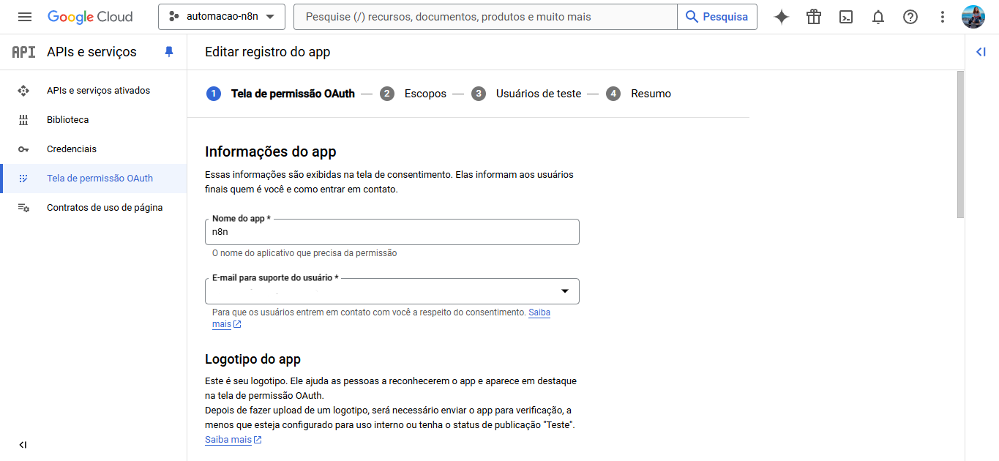 Google Cloud
automacao-n8n
Pesquise (/) recursos, documentos, produtos e muito mais
Pesquisa
API APIs e serviços
Editar registro do app
APIs e serviços ativados
Biblioteca
Credenciais
Tela de permissão OAuth
Contratos de uso de página
1 Tela de permissão OAuth — 2 Escopos — 3 Usuários de teste — 4 Resumo
Informações do app
Essas informações são exibidas na tela de consentimento. Elas informam aos usuários
finais quem é você e como entrar em contato.
Nome do app *
n8n
O nome do aplicativo que precisa da permissão
E-mail para suporte do usuário *
Para que os usuários entrem em contato com você a respeito do consentimento. Saiba
mais
Logotipo do app
Este é seu logotipo. Ele ajuda as pessoas a reconhecerem o app e aparece em destaque
na tela de permissão OAuth.
Depois de fazer upload de um logotipo, será necessário enviar o app para verificação, a
menos que esteja configurado para uso interno ou tenha o status de publicação "Teste".
Saiba mais